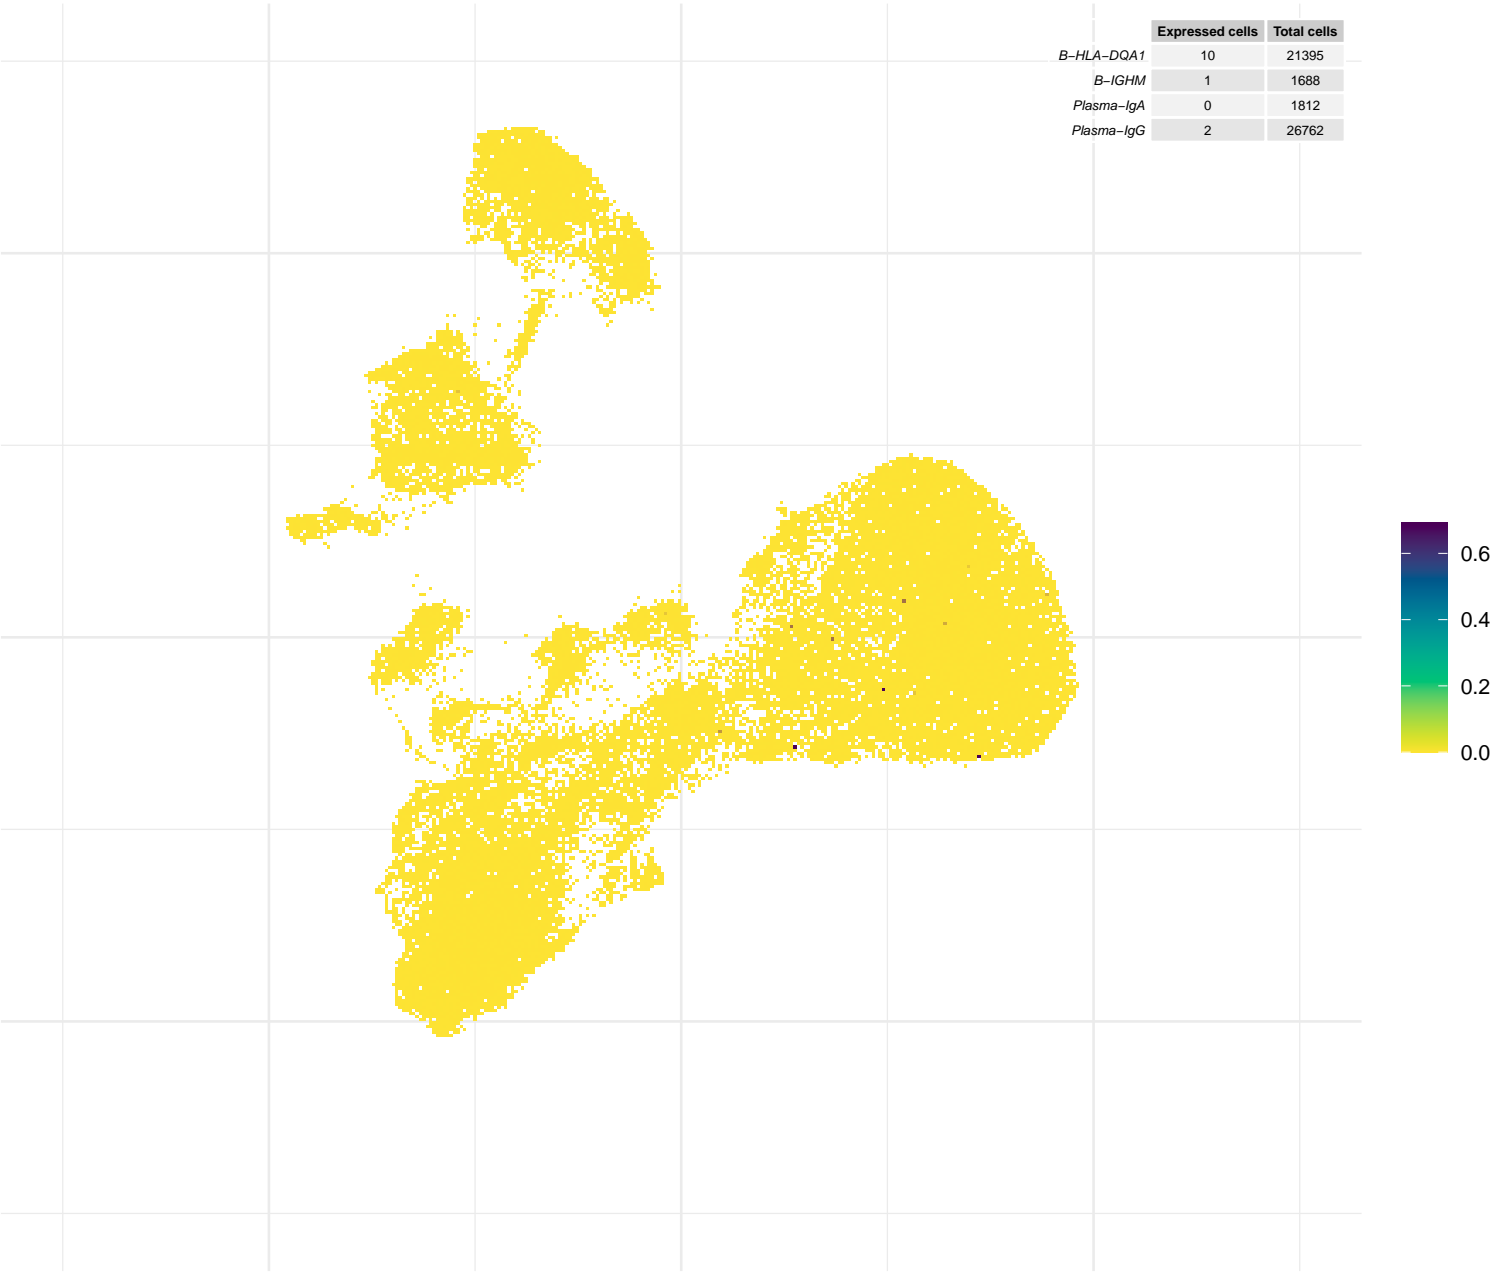 Expressed cells Total cells
B−HLA−DQA1 10 21395
B−IGHM 1 1688
Plasma−IgA 0 1812
Plasma−IgG 2 26762
0.6
0.4
0.2
0.0